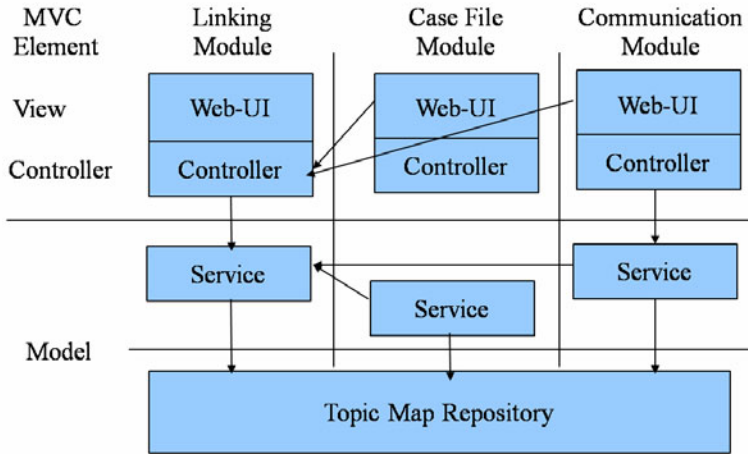 MVC
Element
Linking
Module
Case File
Module
Communication
Module
View
Web-UI
Web-UI
Web-UI
Controller
Controller
Controller
Controller
Service
Service
Service
Model
Topic Map Repository